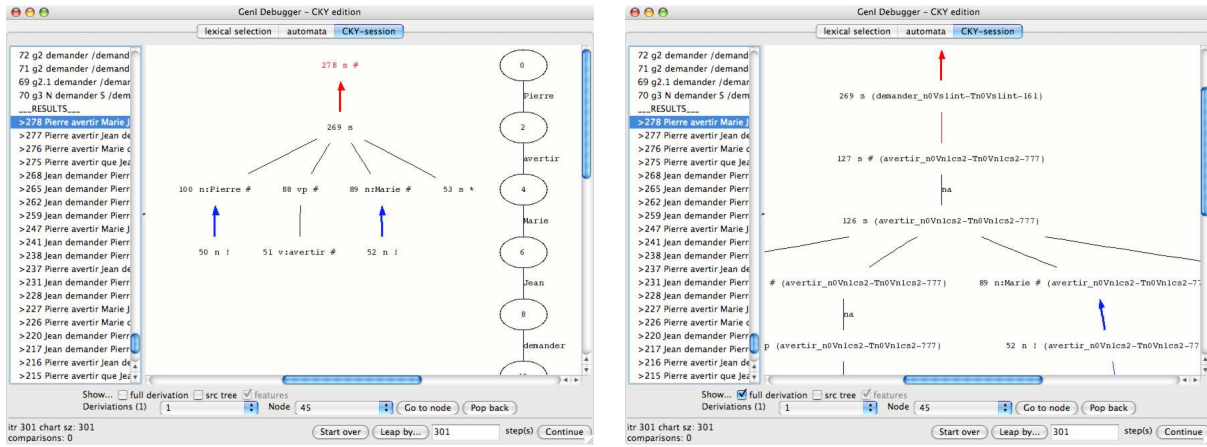 GenI Debugger – CKY edition
lexical selection automata CKY-session
72 g2 demander /demand
71 g2 demander /demand
69 g2.1 demander /demar
70 g3 N demander S /dem
___RESULTS___
>278 Pierre avertir Marie J
>277 Pierre avertir Jean de
>276 Pierre avertir Marie c
>275 Pierre avertir que Jea
>268 Jean demander Pierr
>265 Jean demander Pierr
>262 Jean demander Pierr
>259 Jean demander Pierr
>247 Pierre avertir Marie J
>241 Jean demander Pierr
>238 Jean demander Pierr
>237 Pierre avertir Jean de
>231 Jean demander Pierr
>228 Jean demander Pierr
>227 Pierre avertir Marie J
>226 Pierre avertir Marie c
>220 Jean demander Pierr
>217 Jean demander Pierr
>216 Pierre avertir Jean de
>215 Pierre avertir que Jea
278 s #
269 s
100 n:Pierre # 88 vp # 89 n:Marie # 53 s *
50 n ! 51 v:avertir # 52 n !
0
Pierre
2
avertir
4
Marie
6
Jean
8
demander
Show... full derivation src tree features
Deriviations (1) 1 Node 45 Go to node Pop back
itr 301 chart sz: 301
comparisons: 0
Start over Leap by... 301 step(s) Continue
GenI Debugger – CKY edition
lexical selection automata CKY-session
72 g2 demander /demand
71 g2 demander /demand
69 g2.1 demander /demar
70 g3 N demander S /dem
___RESULTS___
>278 Pierre avertir Marie J
>277 Pierre avertir Jean de
>276 Pierre avertir Marie c
>275 Pierre avertir que Jea
>268 Jean demander Pierr
>265 Jean demander Pierr
>262 Jean demander Pierr
>259 Jean demander Pierr
>247 Pierre avertir Marie J
>241 Jean demander Pierr
>238 Jean demander Pierr
>237 Pierre avertir Jean de
>231 Jean demander Pierr
>228 Jean demander Pierr
>227 Pierre avertir Marie J
>226 Pierre avertir Marie c
>220 Jean demander Pierr
>217 Jean demander Pierr
>216 Pierre avertir Jean de
>215 Pierre avertir que Jea
269 s (demander_n0Vs1int-Tn0Vs1int-161)
127 s # (avertir_n0Vn1cs2-Tn0Vn1cs2-777)
na
126 s (avertir_n0Vn1cs2-Tn0Vn1cs2-777)
# (avertir_n0Vn1cs2-Tn0Vn1cs2-777) 89 n:Marie # (avertir_n0Vn1cs2-Tn0Vn1cs2-77
na
p (avertir_n0Vn1cs2-Tn0Vn1cs2-777) 52 n ! (avertir_n0Vn1cs2-Tn0Vn1cs2-77
Show... full derivation src tree features
Deriviations (1) 1 Node 45 Go to node Pop back
itr 301 chart sz: 301
comparisons: 0
Start over Leap by... 301 step(s) Continue